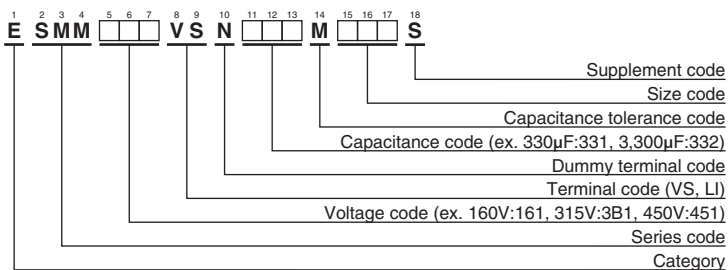 1 2 3 4 5 6 7 8 9 10 11 12 13 14 15 16 17 18
E S M M V S N M S
Supplement code
Size code
Capacitance tolerance code
Capacitance code (ex. 330µF:331, 3,300µF:332)
Dummy terminal code
Terminal code (VS, LI)
Voltage code (ex. 160V:161, 315V:3B1, 450V:451)
Series code
Category